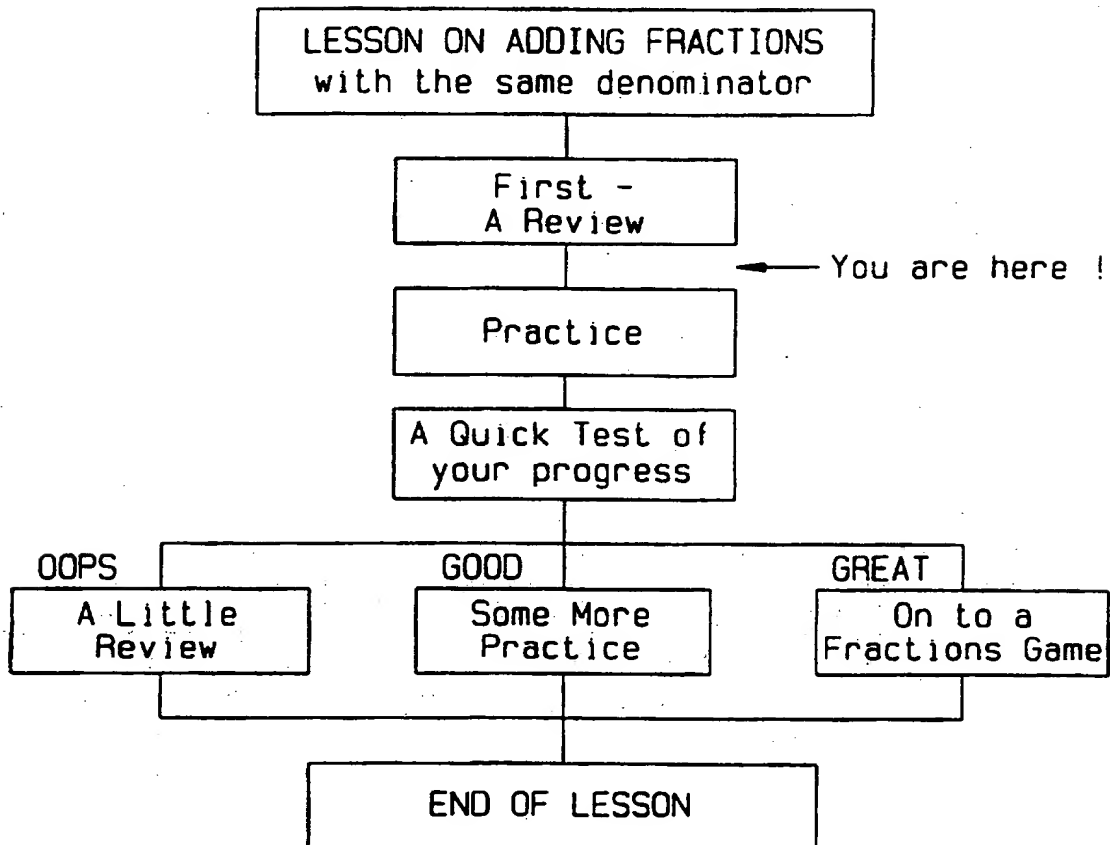 LESSON ON ADDING FRACTIONS
with the same denominator
First -
A Review
You are here !
Practice
A Quick Test of
your progress
OOPS
GOOD
GREAT
A Little
Review
Some More
Practice
On to a
Fractions Game
END OF LESSON